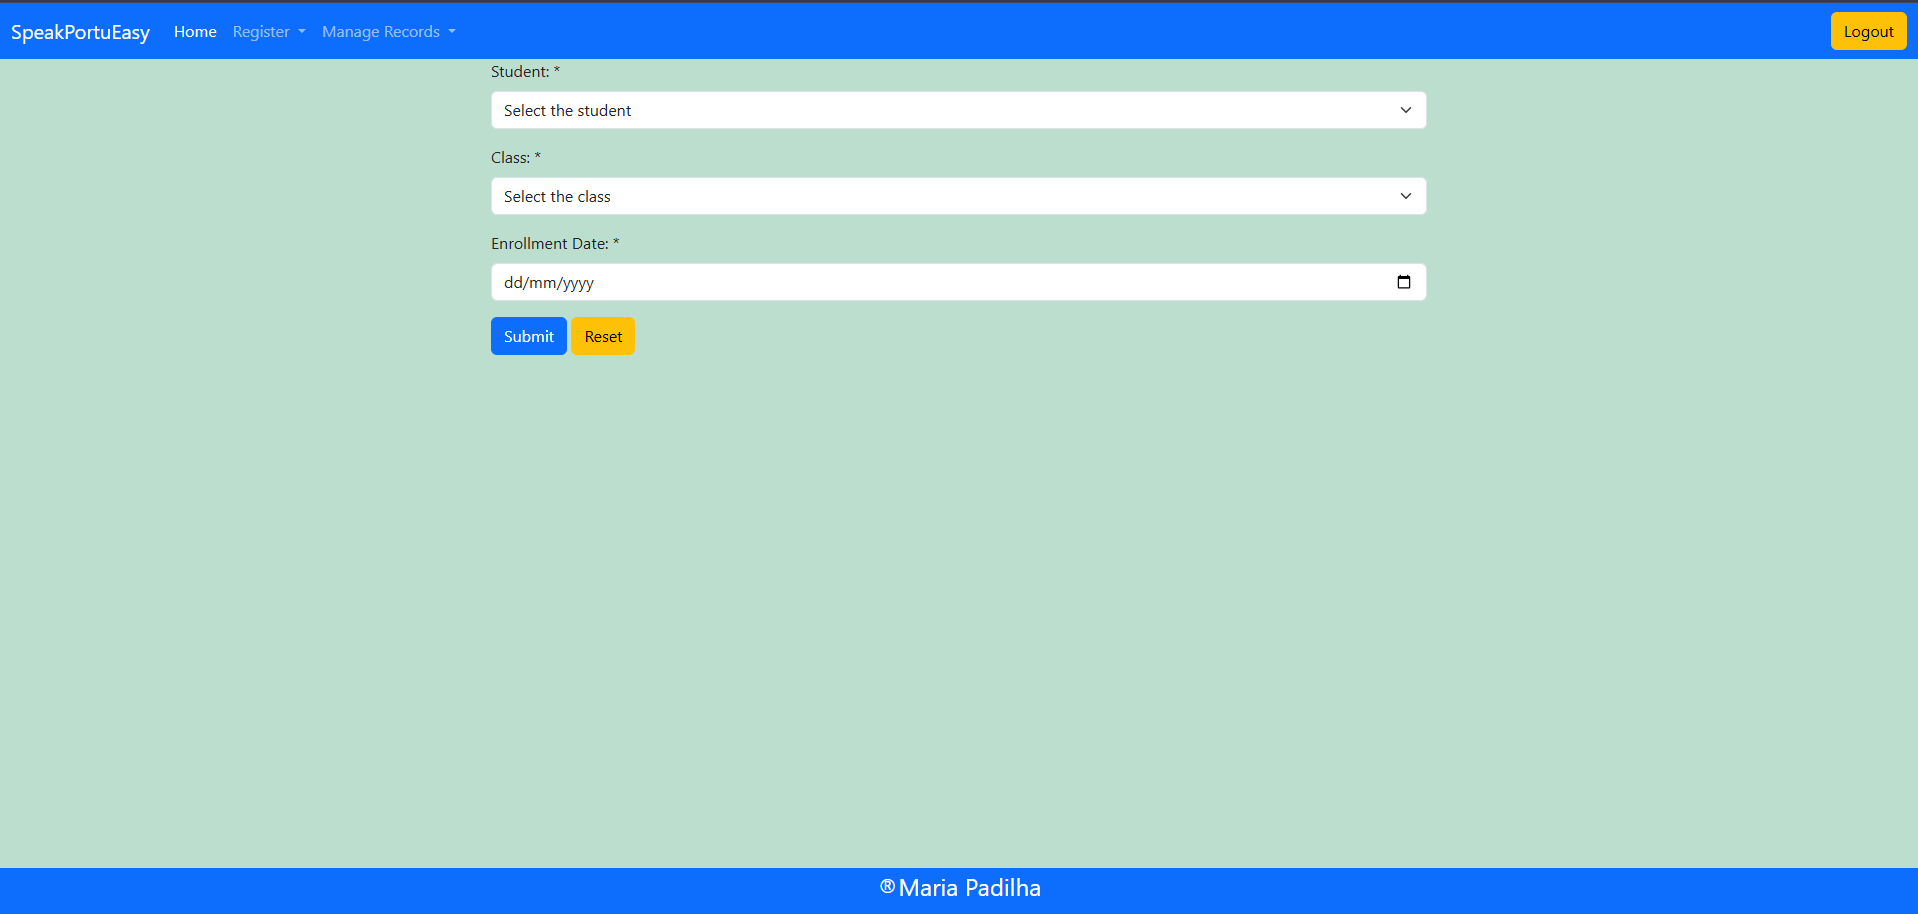 SpeakPortuEasy Home Register Manage Records Logout
Student: *
Select the student
Class: *
Select the class
Enrollment Date: *
dd/mm/yyyy
Submit Reset
®Maria Padilha